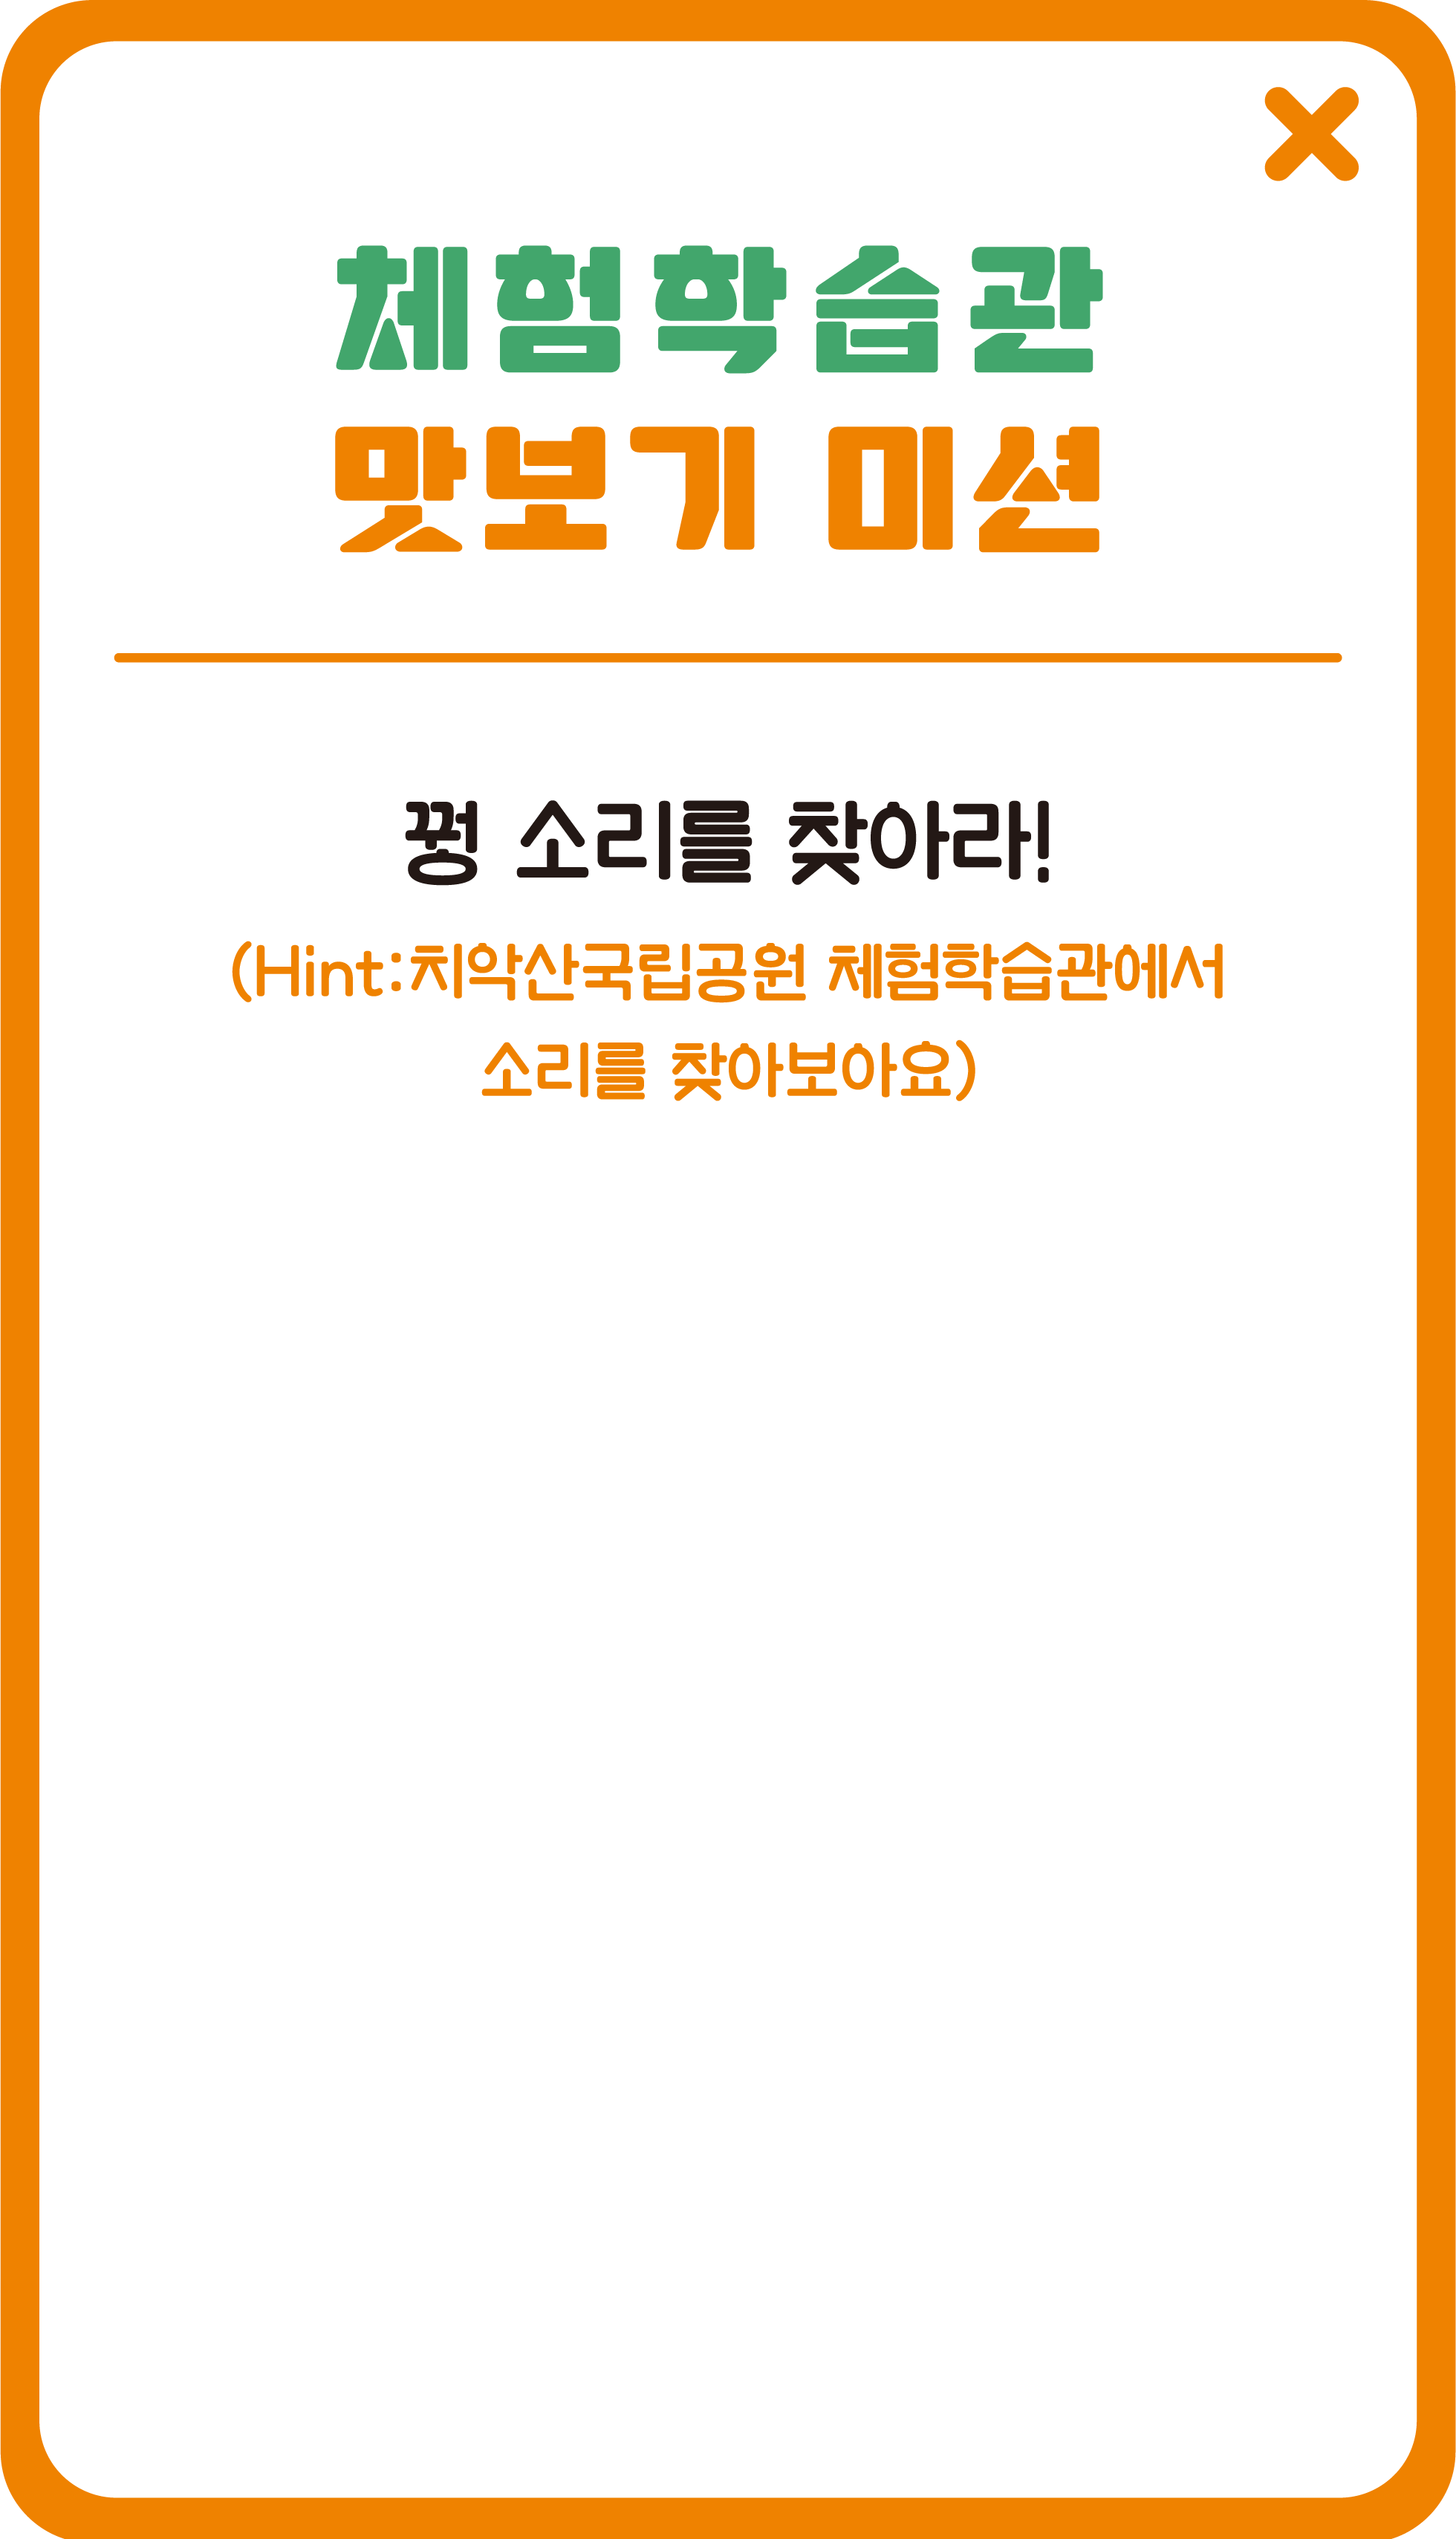 체험학습관
맛보기 미션
꿩 소리를 찾아라!
(Hint:치악산국립공원 체험학습관에서
소리를 찾아보아요)